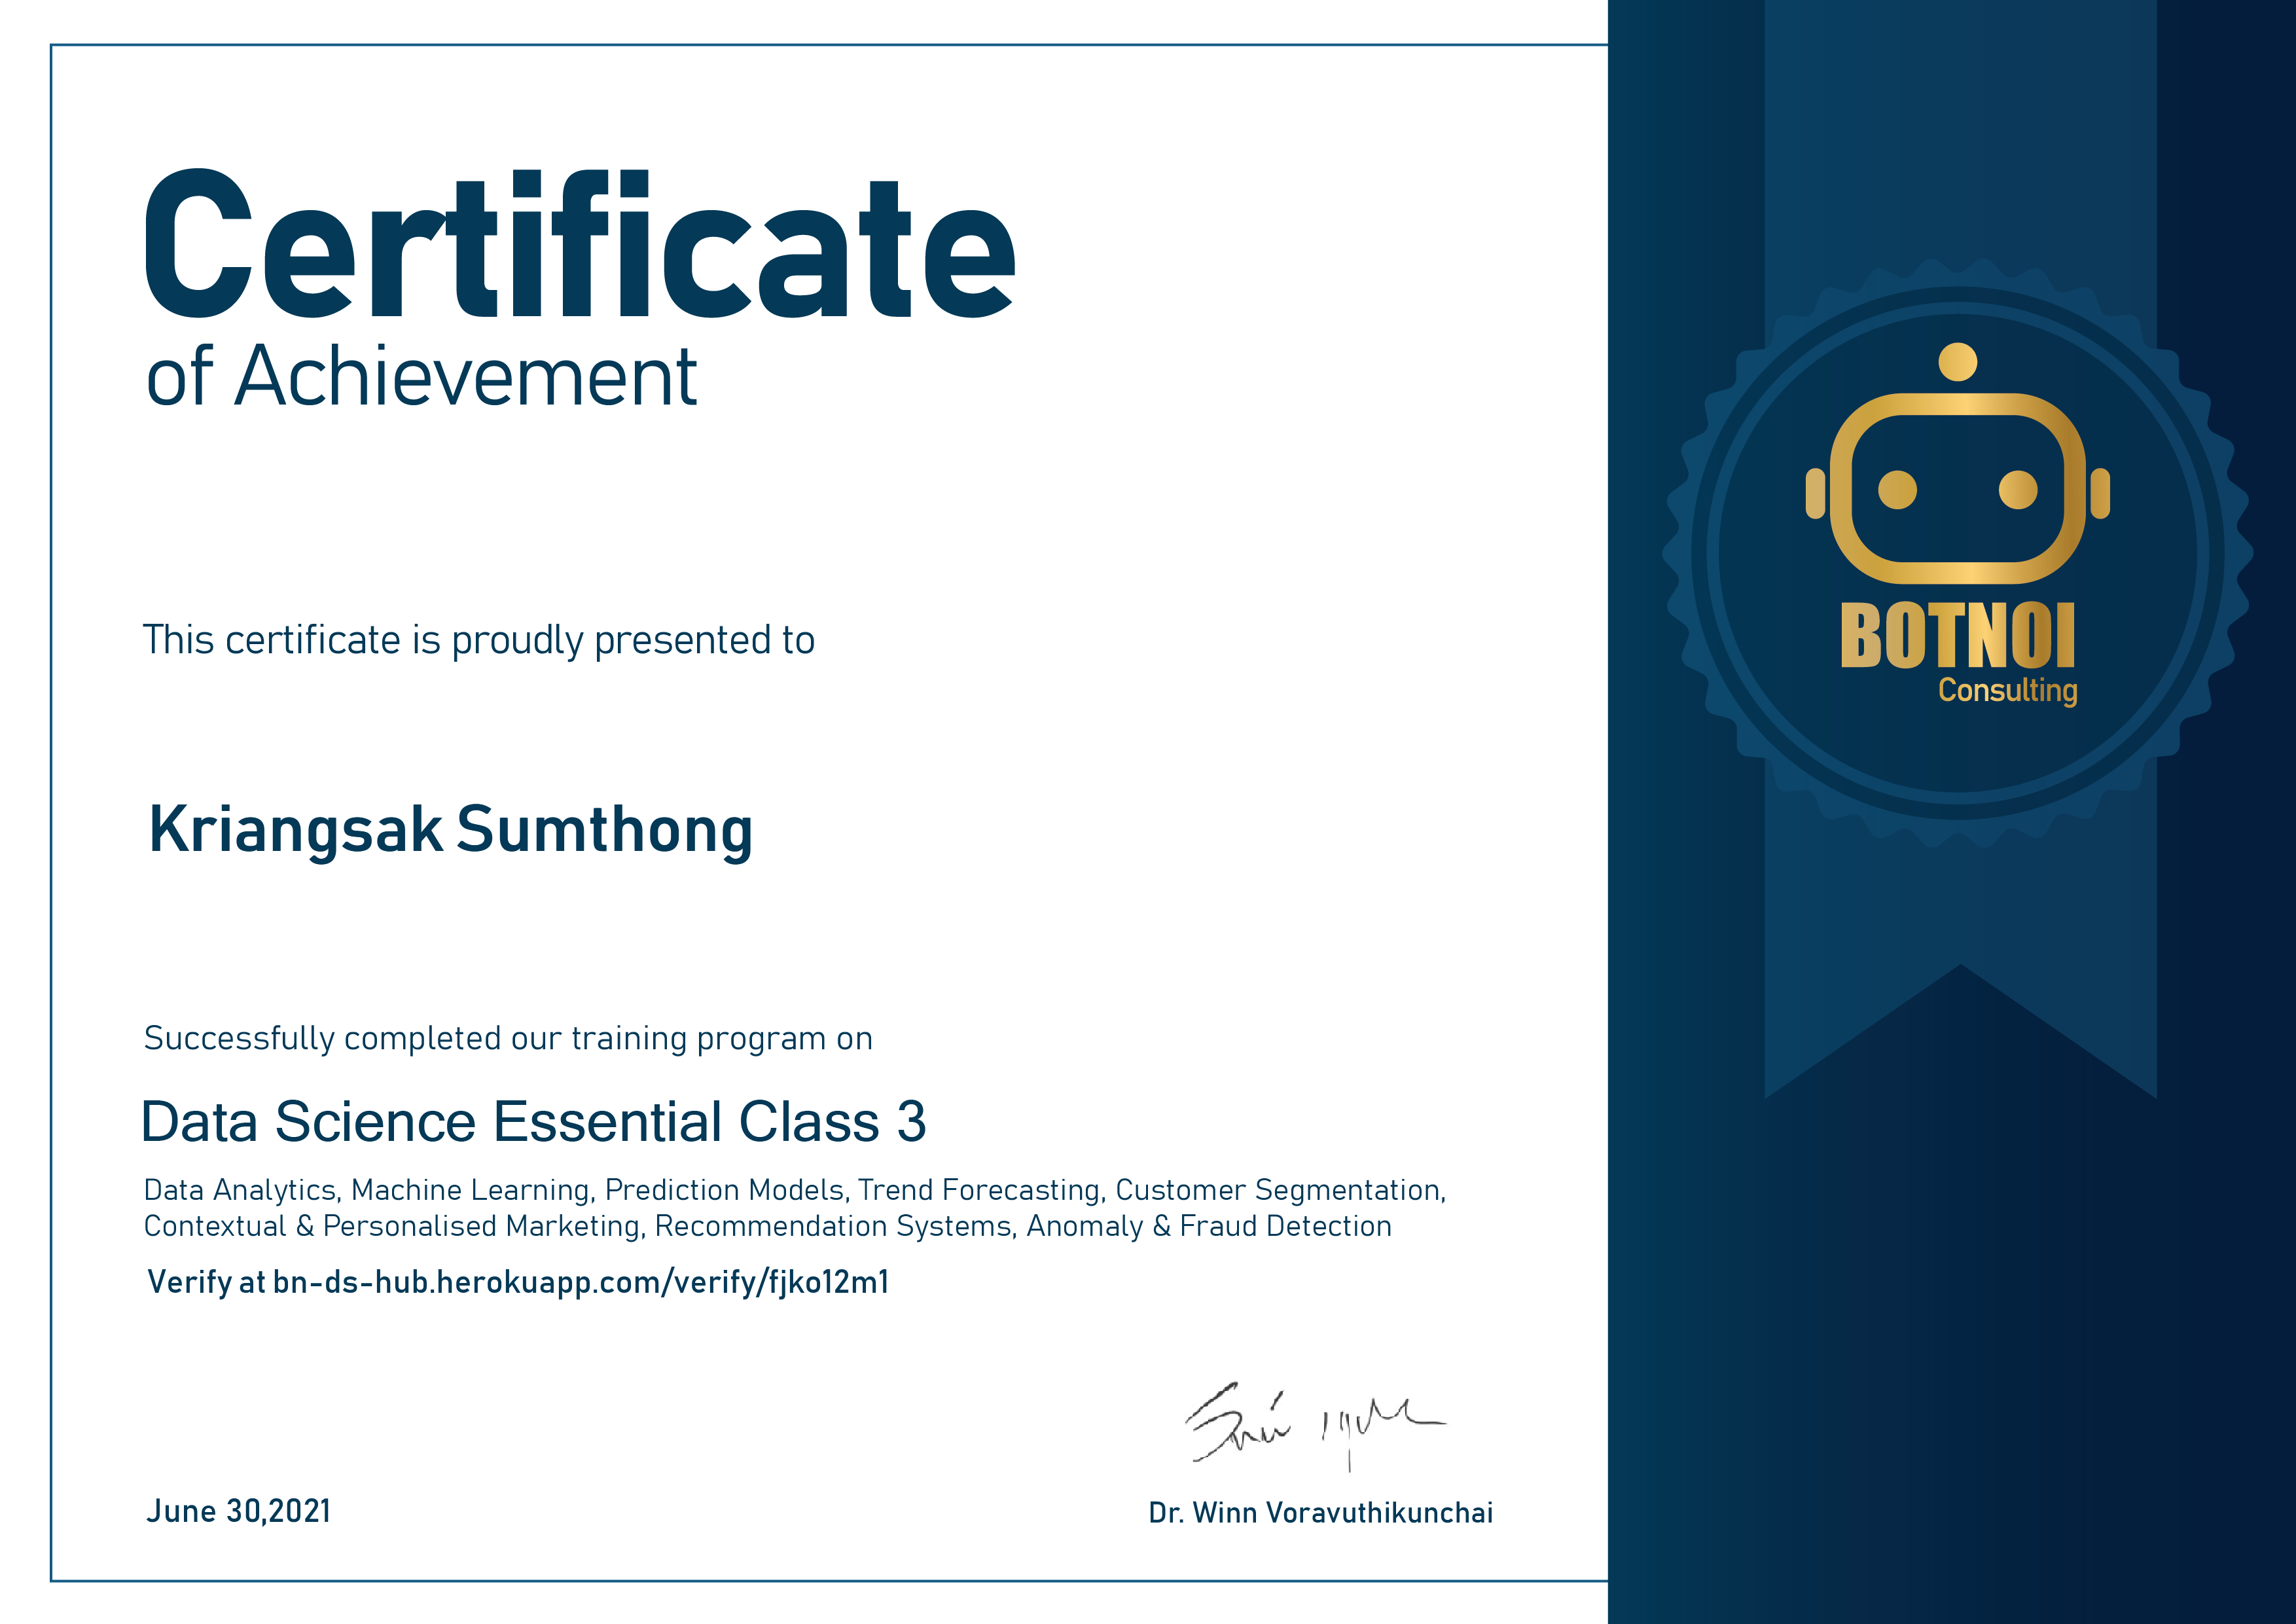 Certificate
of Achievement
This certificate is proudly presented to
Kriangsak Sumthong
Successfully completed our training program on
Data Science Essential Class 3
Data Analytics, Machine Learning, Prediction Models, Trend Forecasting, Customer Segmentation,
Contextual & Personalised Marketing, Recommendation Systems, Anomaly & Fraud Detection
Verify at bn-ds-hub.herokuapp.com/verify/fjko12m1
June 30,2021
Dr. Winn Voravuthikunchai
BOTNOI
Consulting